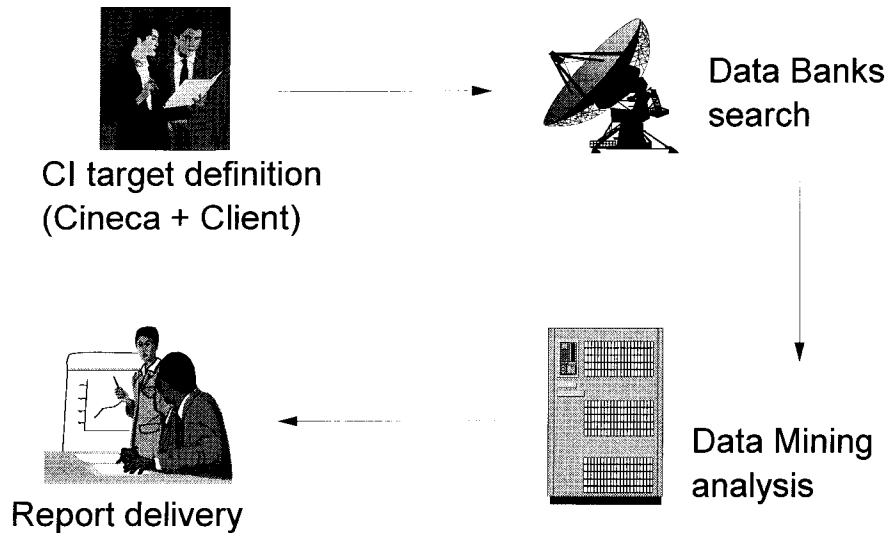 CI target definition
(Cineca + Client)
Data Banks
search
Data Mining
analysis
Report delivery